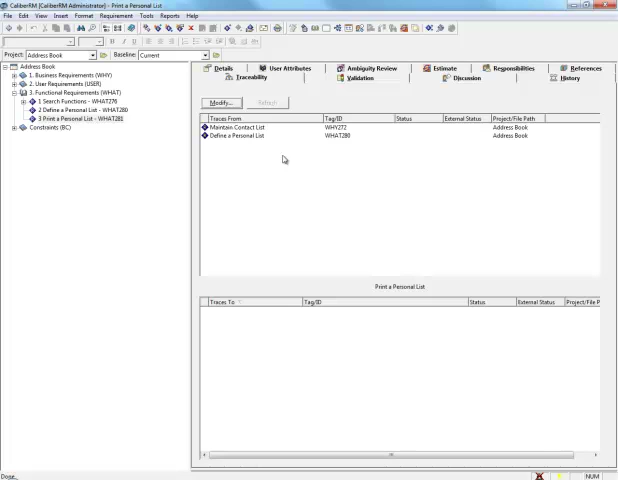 CaliberRM [CaliberRM Administrator] - Print a Personal List
File Edit View Insert Format Requirement Tools Reports Help
Project: Address Book Baseline: Current
Address Book
1. Business Requirements (WHY)
2. User Requirements (USER)
3. Functional Requirements (WHAT)
1 Search Functions - WHAT276
2 Define a Personal List - WHAT280
3 Print a Personal List - WHAT281
Constraints (BC)
Details User Attributes Ambiguity Review Estimate Responsibilities References
Traceability Validation Discussion History
Modify... Refresh
Traces From Tag/ID Status External Status Project/File Path
Maintain Contact List WHY272 Address Book
Define a Personal List WHAT280 Address Book
Print a Personal List
Traces To Tag/ID Status External Status Project/File P
Done... NUM